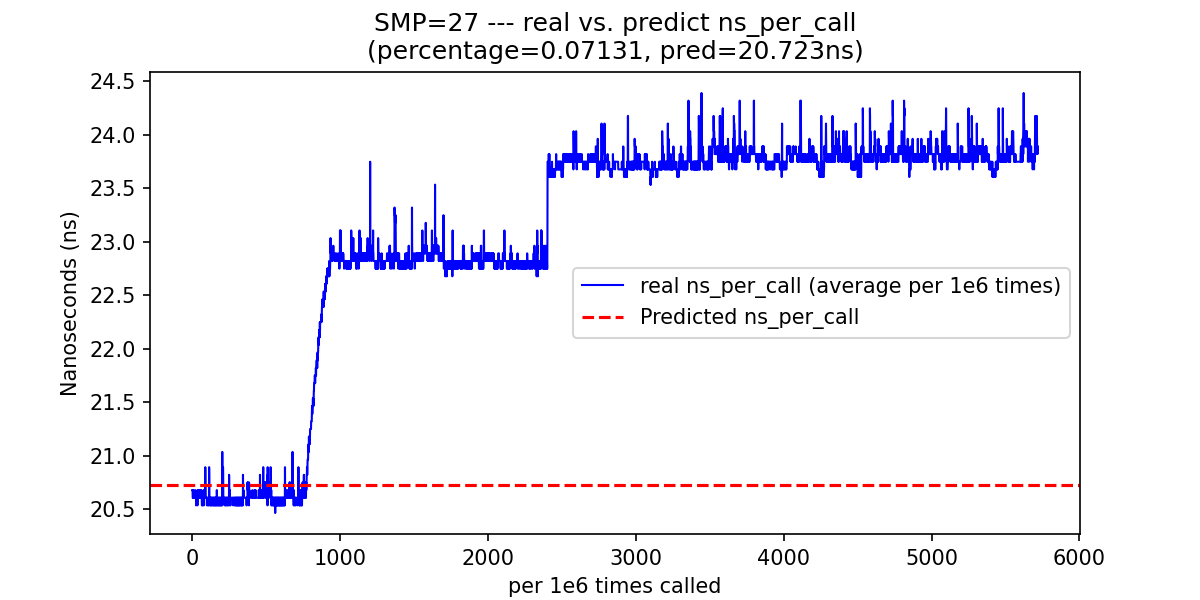 SMP=27 --- real vs. predict ns_per_call
(percentage=0.07131, pred=20.723ns)
24.5
24.0
23.5
23.0
22.5
22.0
21.5
21.0
20.5
Nanoseconds (ns)
real ns_per_call (average per 1e6 times)
Predicted ns_per_call
0
1000
2000
3000
4000
5000
6000
per 1e6 times called